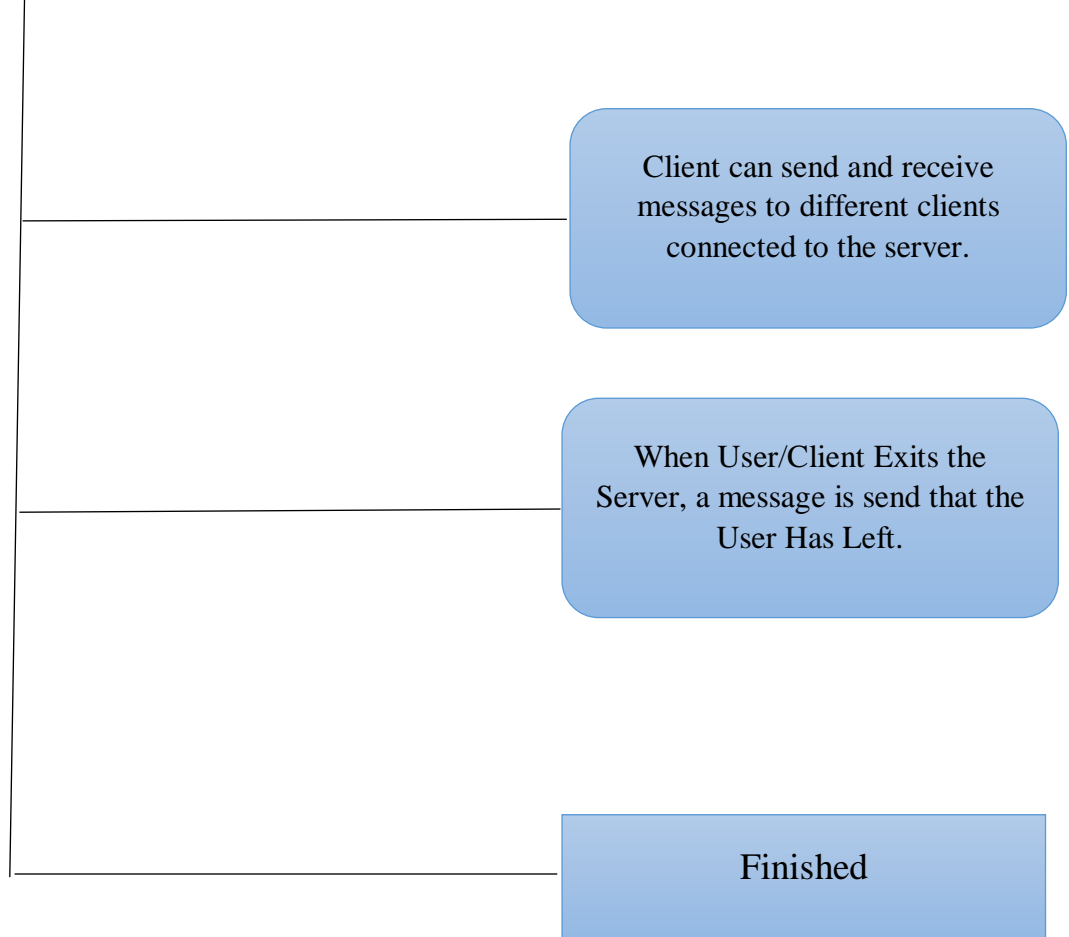 Client can send and receive
messages to different clients
connected to the server.
When User/Client Exits the
Server, a message is send that the
User Has Left.
Finished